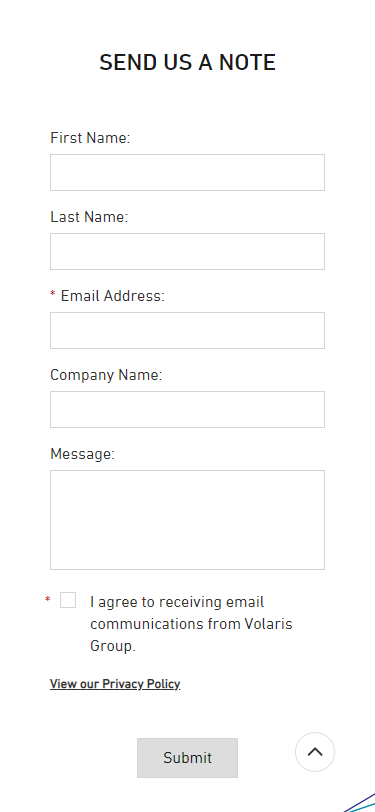 SEND US A NOTE
First Name:
Last Name:
* Email Address:
Company Name:
Message:
* I agree to receiving email
communications from Volaris
Group.
View our Privacy Policy
Submit